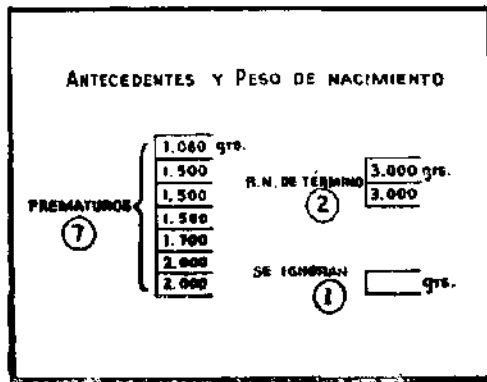 ANTECEDENTES Y PESO DE NACIMIENTO
PREMATUROS
7
1.060 grs.
1.500
1.500
1.500
1.700
2.000
2.000
R.N. DE TÉRMINO
2
3.000 grs.
3.000
SE IGNORAN
1
grs.